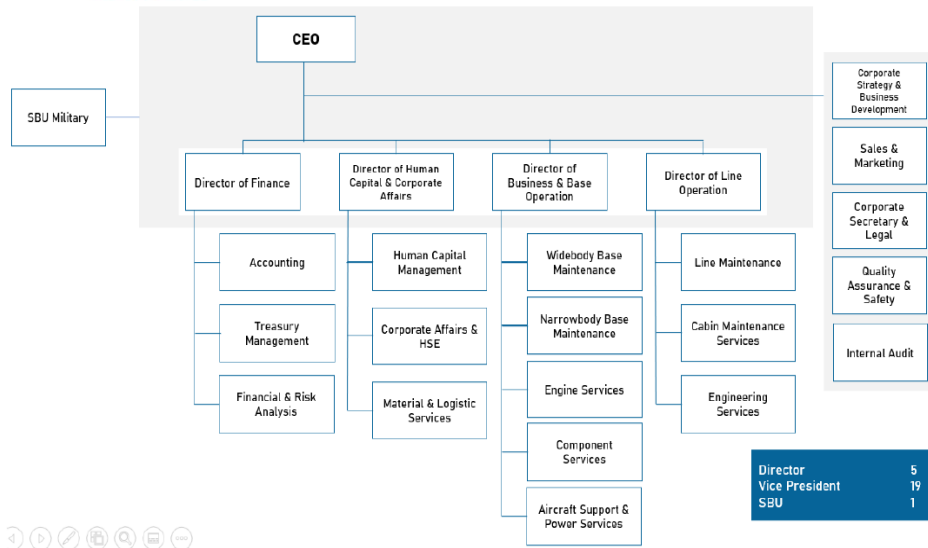 CEO
SBU Military
Corporate
Strategy &
Business
Development
Sales &
Marketing
Corporate
Secretary &
Legal
Quality
Assurance &
Safety
Internal Audit
Director of Finance
Director of Human
Capital & Corporate
Affairs
Director of
Business & Base
Operation
Director of Line
Operation
Accounting
Treasury
Management
Financial & Risk
Analysis
Human Capital
Management
Corporate Affairs &
HSE
Material & Logistic
Services
Widebody Base
Maintenance
Narrowbody Base
Maintenance
Engine Services
Component
Services
Aircraft Support &
Power Services
Line Maintenance
Cabin Maintenance
Services
Engineering
Services
Director 5
Vice President 19
SBU 1